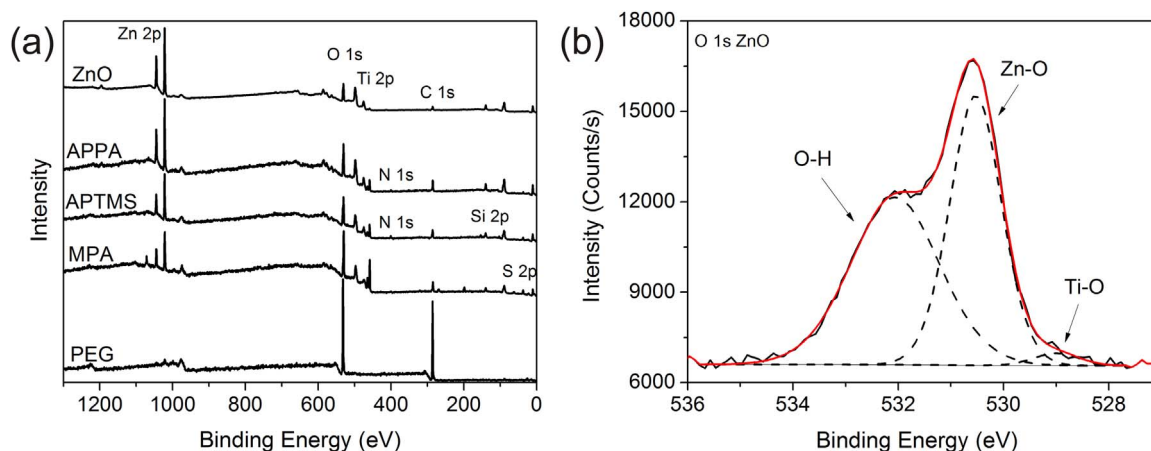 (a)
Zn 2p
O 1s
Ti 2p
C 1s
ZnO
APPA
N 1s
APTMS
N 1s
Si 2p
MPA
S 2p
PEG
Intensity
1200 1000 800 600 400 200 0
Binding Energy (eV)
(b)
O 1s ZnO
Zn-O
O-H
Ti-O
18000
15000
12000
9000
6000
Intensity (Counts/s)
536 534 532 530 528
Binding Energy (eV)